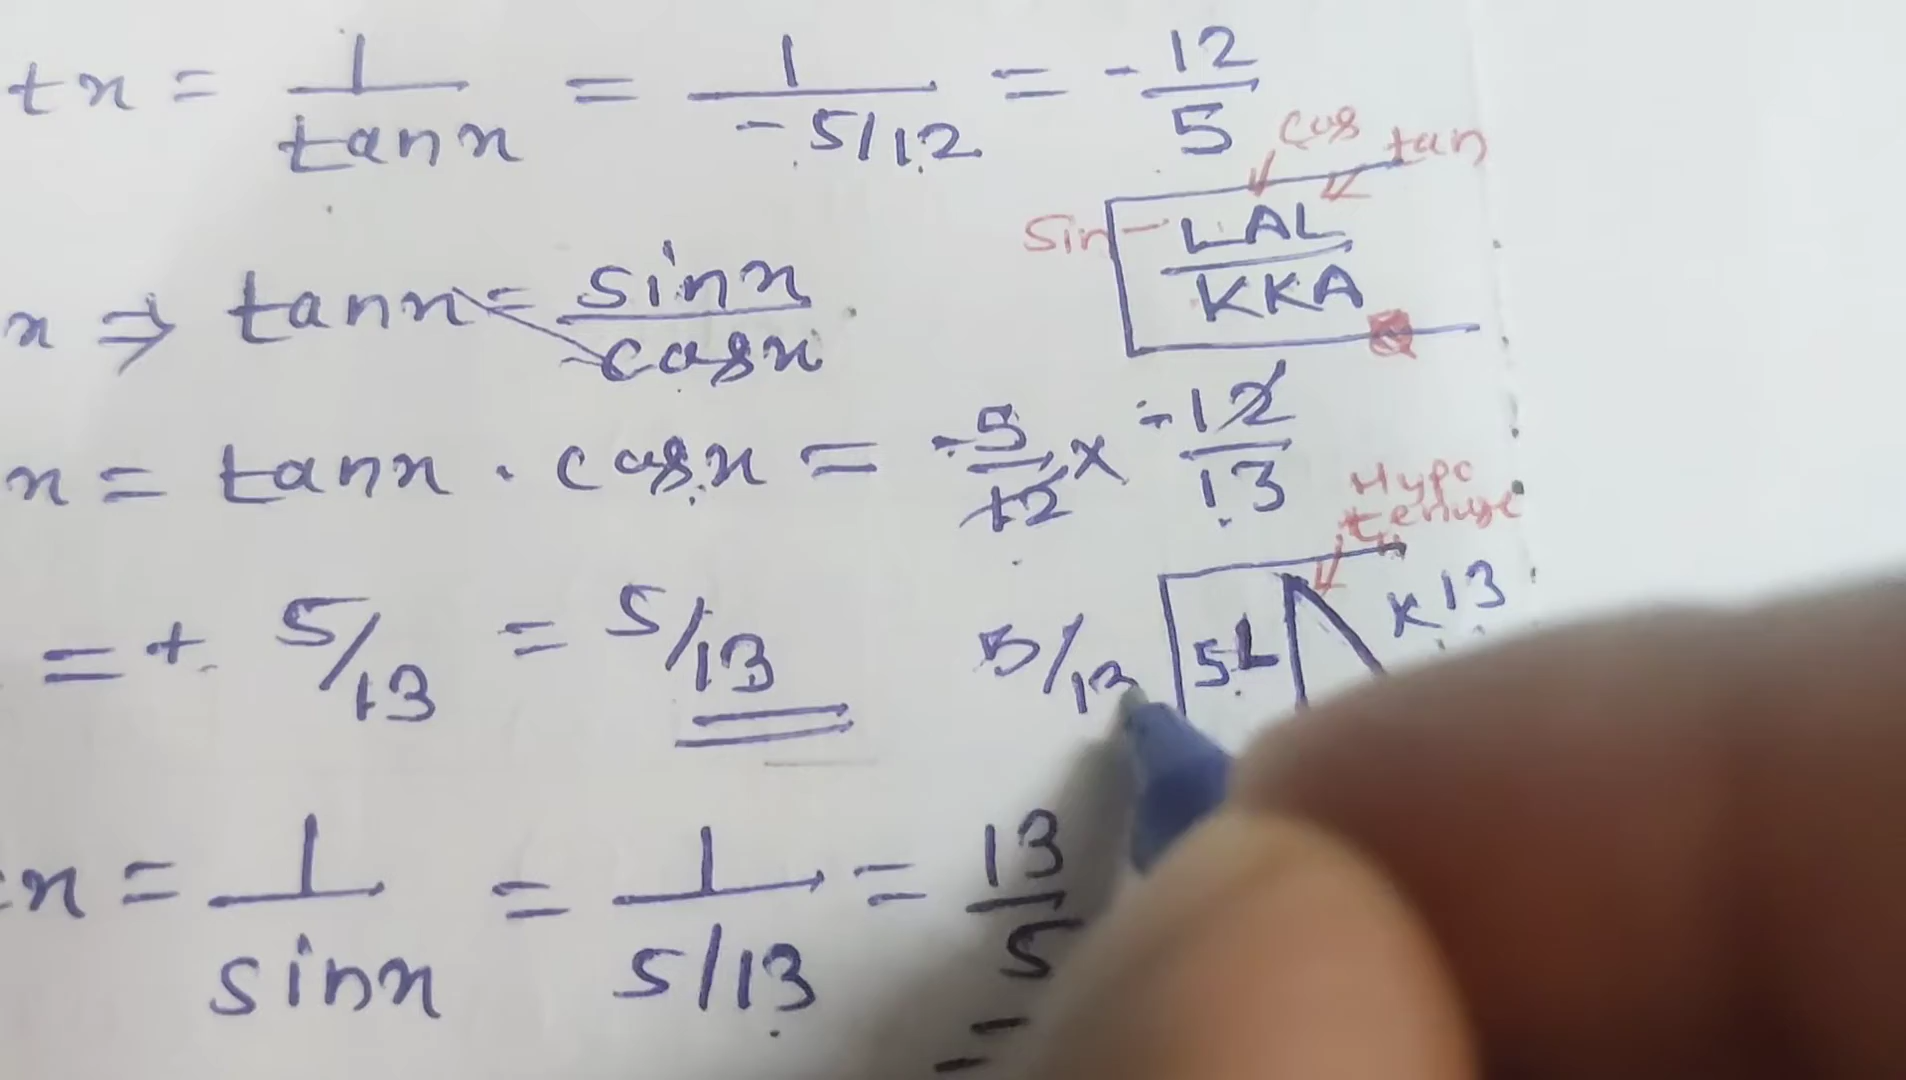 tx = 1/tanx = 1/-5/12 = -12/5
cos tan
Sin LAL/KKA
x ⇒ tanx = sinx/cosx
x = tanx . cosx = -5/12 x -12/13
Hypotenuse
= + 5/13 = 5/13
5/13 5L K13
x = 1/sinx = 1/5/13 = 13/5